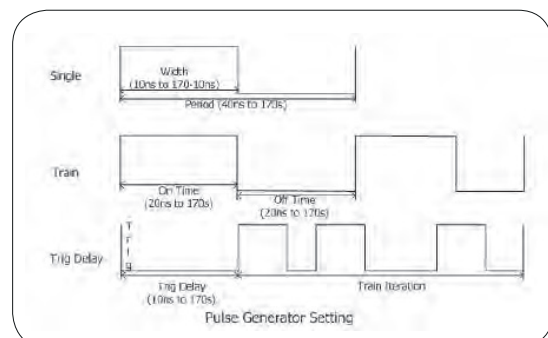 Single
Width
(10ns to 170-10ns)
Period (40ns to 170s)
Train
On Time
(20ns to 170s)
Off Time
(20ns to 170s)
Trig Delay
Trig
Trig Delay
(10ns to 170s)
Train Iteration
Pulse Generator Setting